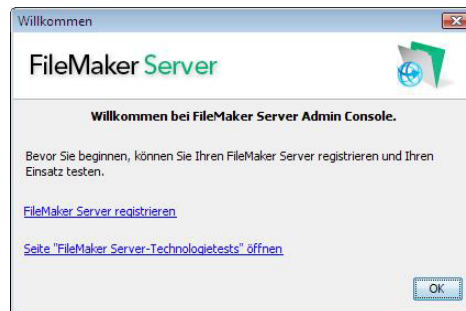 Willkommen
FileMaker Server
Willkommen bei FileMaker Server Admin Console.
Bevor Sie beginnen, können Sie Ihren FileMaker Server registrieren und Ihren
Einsatz testen.
FileMaker Server registrieren
Seite "FileMaker Server-Technologietests" öffnen
OK